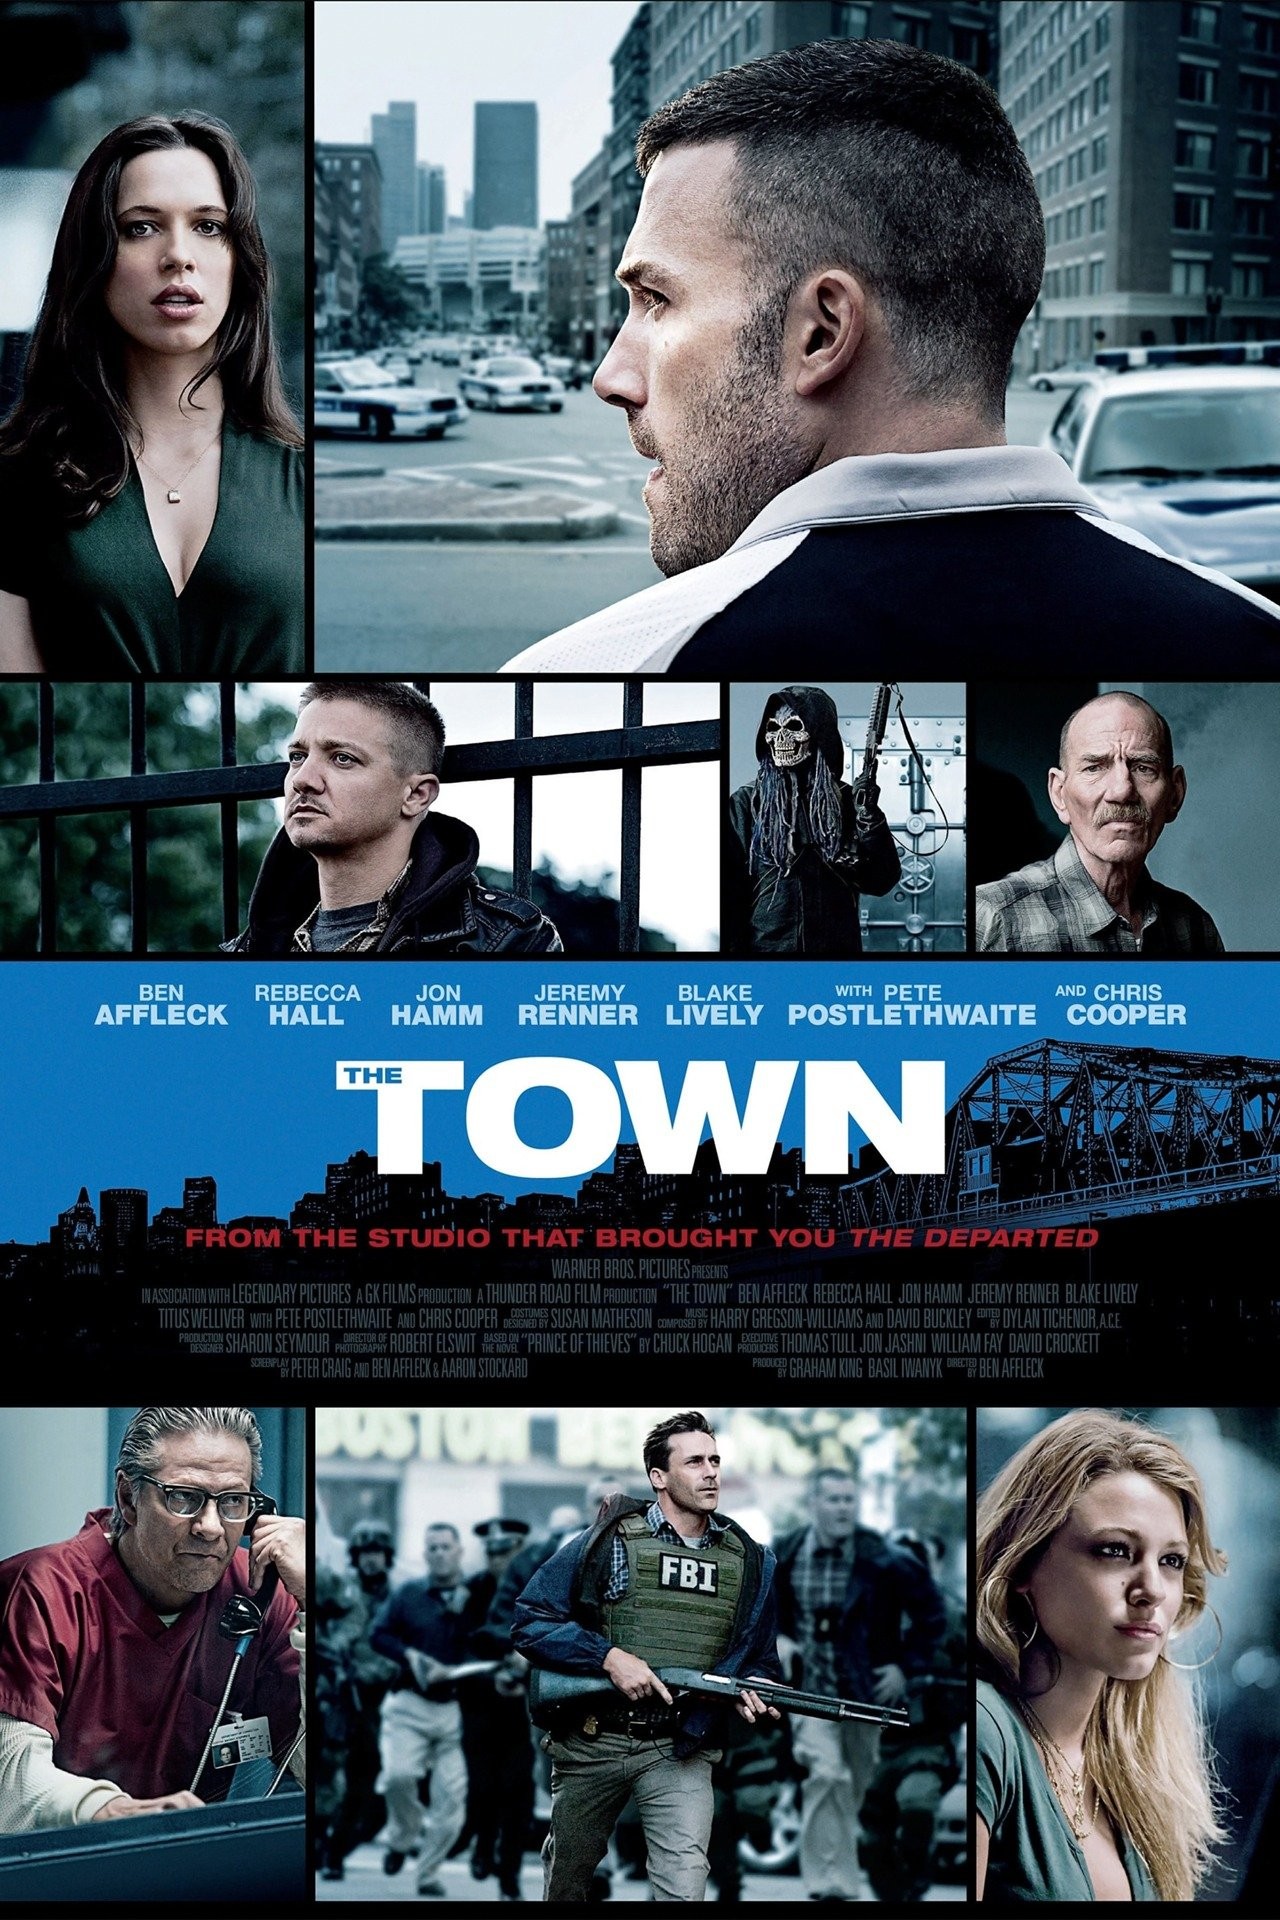 BEN AFFLECK REBECCA HALL JON HAMM JEREMY RENNER BLAKE LIVELY WITH PETE POSTLETHWAITE AND CHRIS COOPER
THE TOWN
FROM THE STUDIO THAT BROUGHT YOU THE DEPARTED
WARNER BROS. PICTURES PRESENTS
IN ASSOCIATION WITH LEGENDARY PICTURES A GK FILMS PRODUCTION A THUNDER ROAD FILM PRODUCTION "THE TOWN" BEN AFFLECK REBECCA HALL JON HAMM JEREMY RENNER BLAKE LIVELY
TITUS WELLIVER WITH PETE POSTLETHWAITE AND CHRIS COOPER COSTUMES DESIGNED BY SUSAN MATHESON MUSIC COMPOSED BY HARRY GREGSON-WILLIAMS AND DAVID BUCKLEY EDITED BY DYLAN TICHENOR, A.C.E.
PRODUCTION DESIGNER SHARON SEYMOUR DIRECTOR OF PHOTOGRAPHY ROBERT ELSWIT BASED ON THE NOVEL "PRINCE OF THIEVES" BY CHUCK HOGAN EXECUTIVE PRODUCERS THOMAS TULL JON JASHNI WILLIAM FAY DAVID CROCKETT
SCREENPLAY BY PETER CRAIG AND BEN AFFLECK & AARON STOCKARD PRODUCED BY GRAHAM KING BASIL IWANYK DIRECTED BY BEN AFFLECK
BOSTON
FBI